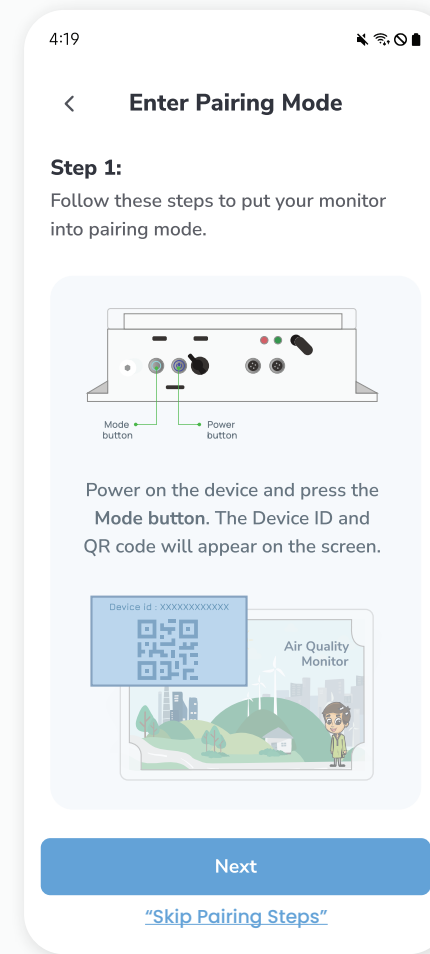 4:19
Enter Pairing Mode
Step 1:
Follow these steps to put your monitor
into pairing mode.
Mode
button
Power
button
Power on the device and press the
Mode button. The Device ID and
QR code will appear on the screen.
Device id : XXXXXXXXXXXX
Air Quality
Monitor
Next
“Skip Pairing Steps”